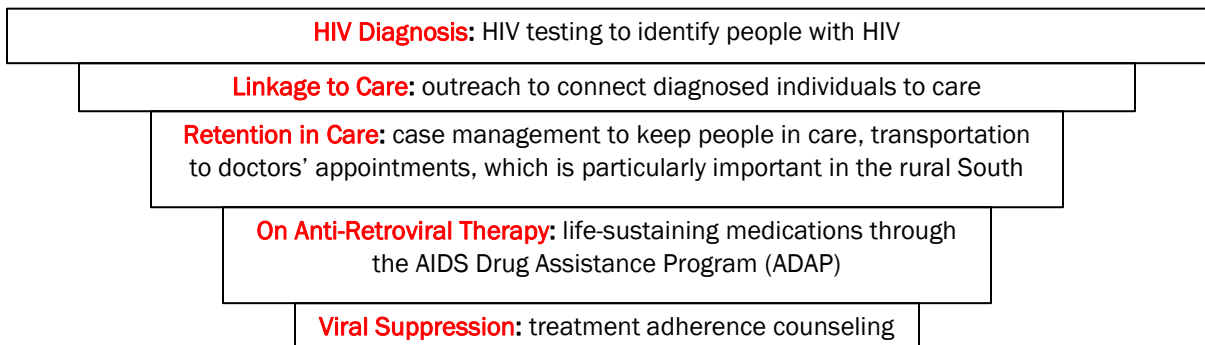 HIV Diagnosis: HIV testing to identify people with HIV
Linkage to Care: outreach to connect diagnosed individuals to care
Retention in Care: case management to keep people in care, transportation
to doctors’ appointments, which is particularly important in the rural South
On Anti-Retroviral Therapy: life-sustaining medications through
the AIDS Drug Assistance Program (ADAP)
Viral Suppression: treatment adherence counseling